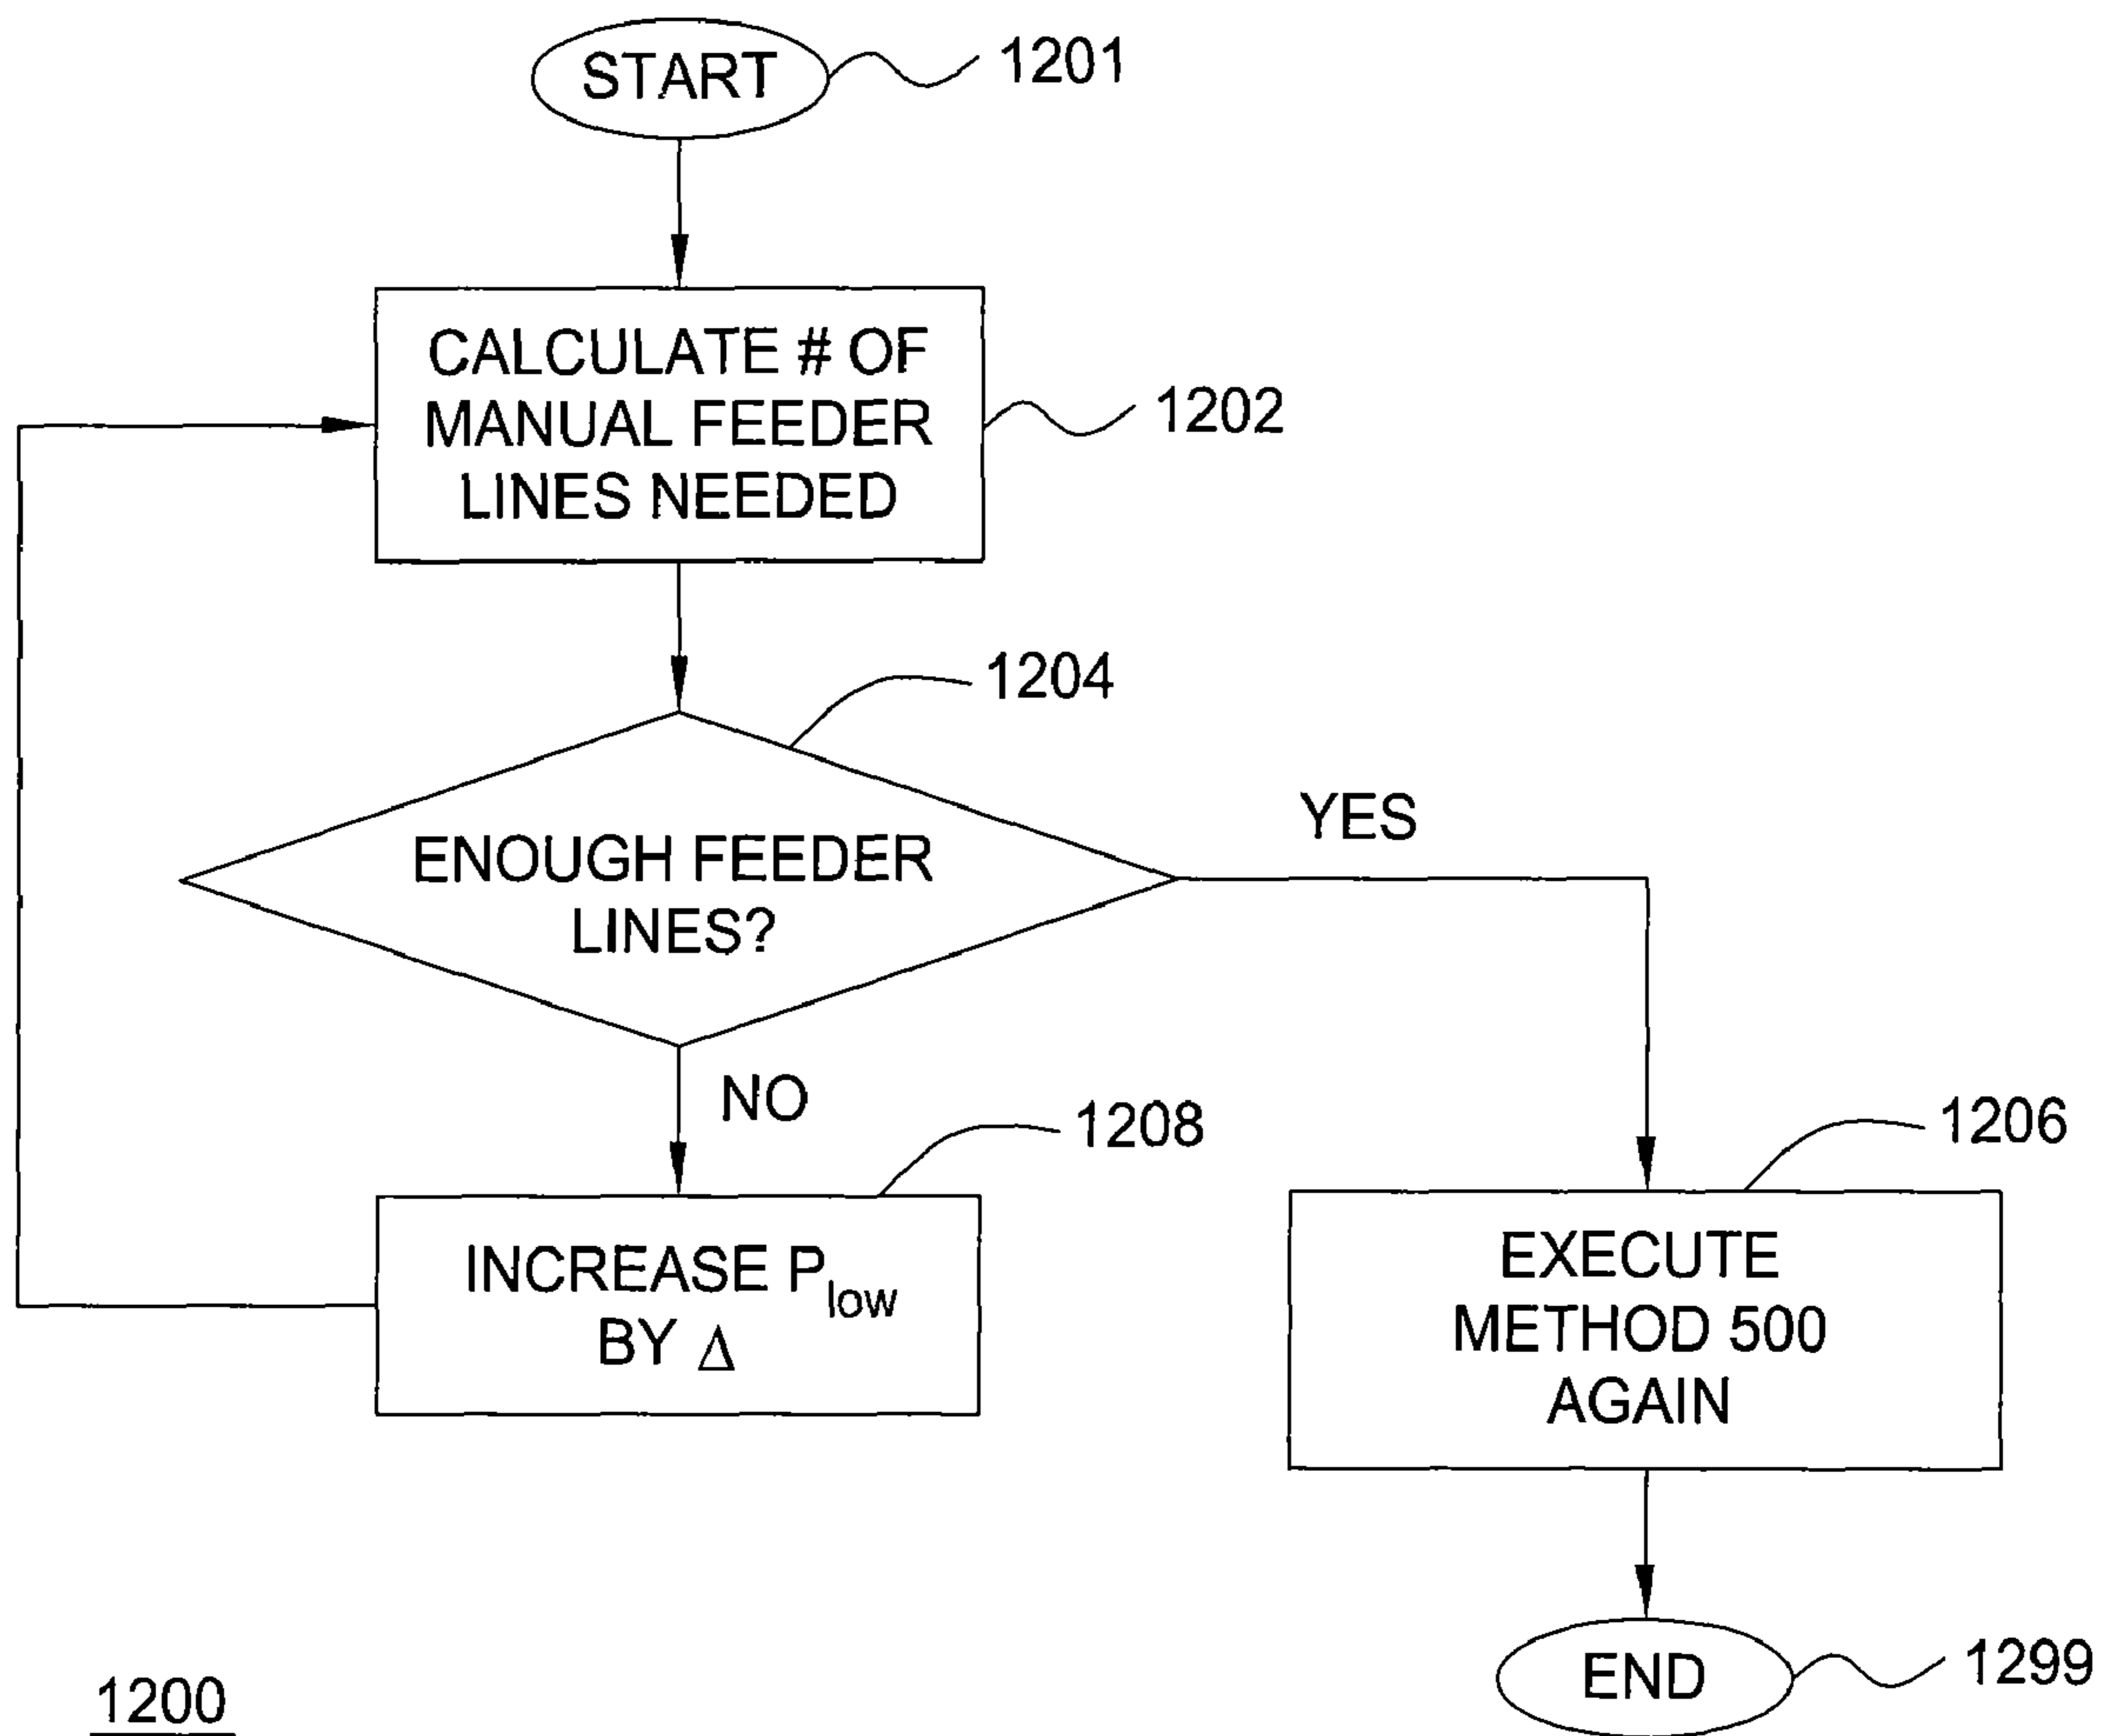 START
1201
CALCULATE # OF
MANUAL FEEDER
LINES NEEDED
1202
1204
ENOUGH FEEDER
LINES?
YES
NO
1208
INCREASE Plow
BY Δ
1206
EXECUTE
METHOD 500
AGAIN
END
1299
1200